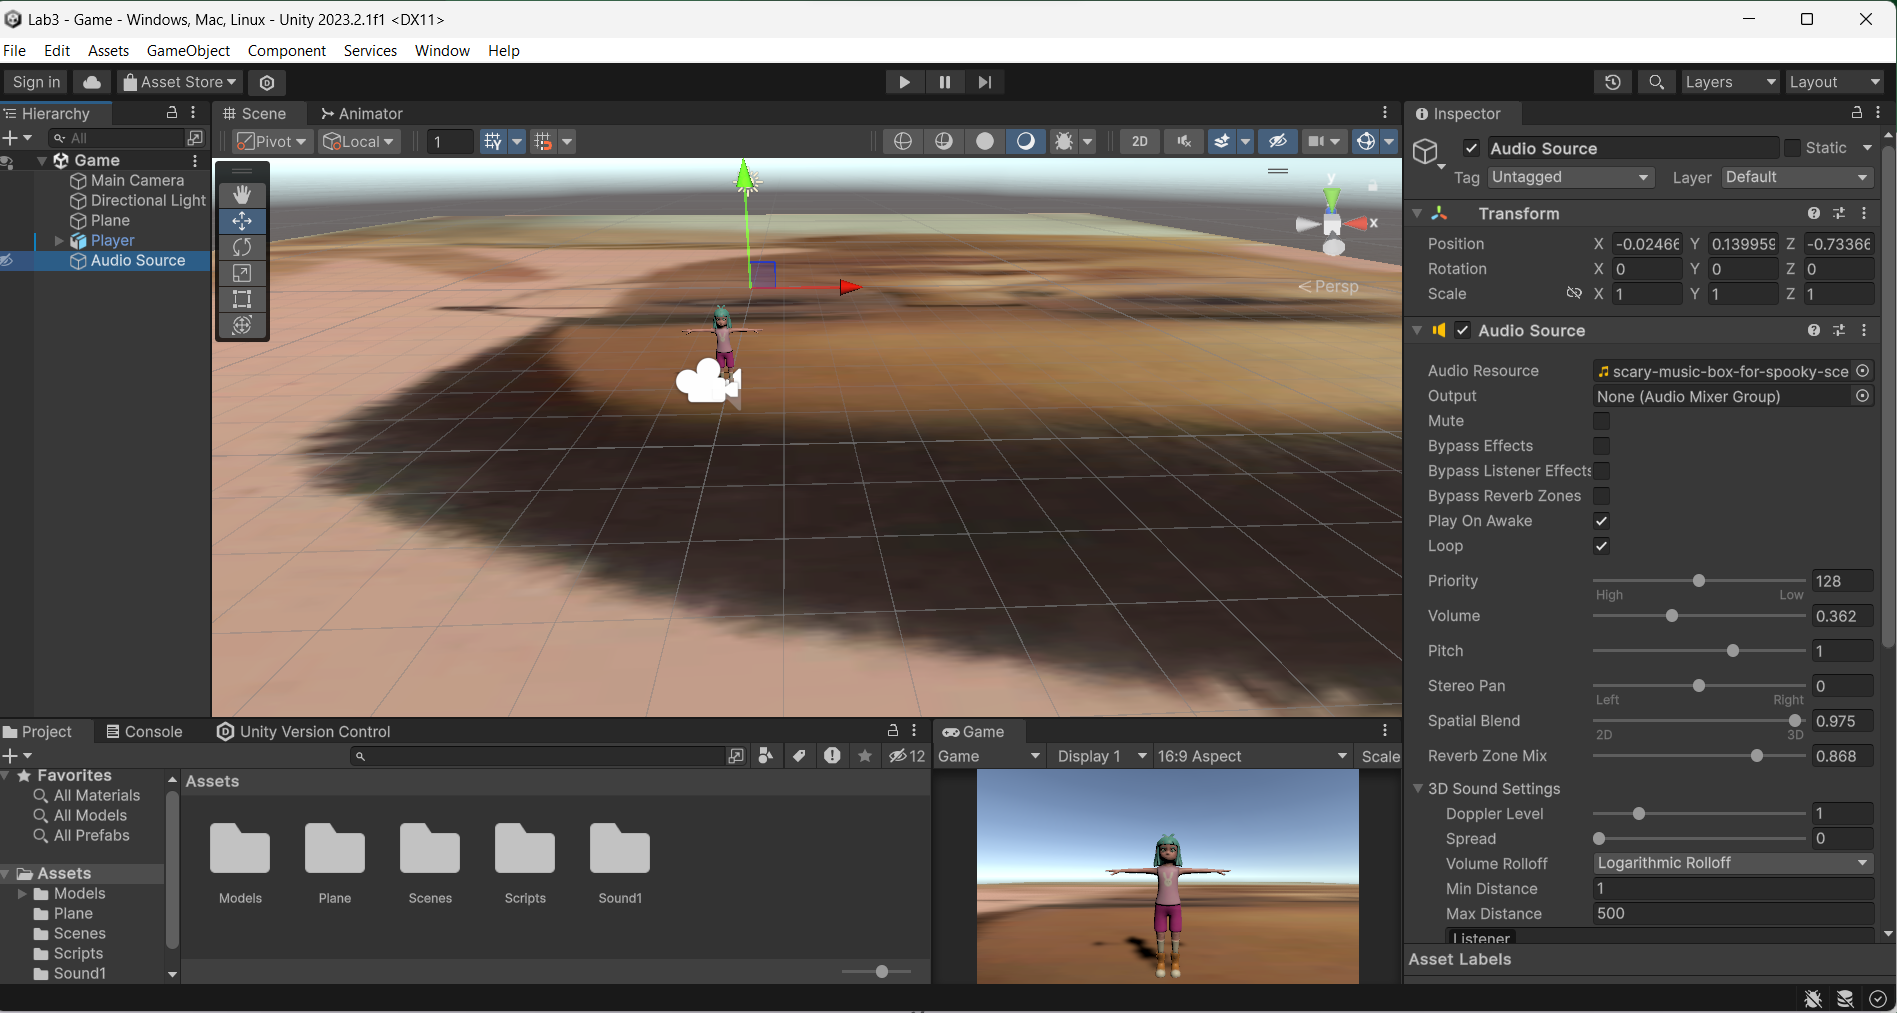 Lab3 - Game - Windows, Mac, Linux - Unity 2023.2.1f1 <DX11>
File Edit Assets GameObject Component Services Window Help
Sign in Asset Store Layers Layout
Hierarchy
All
Game
Main Camera
Directional Light
Plane
Player
Audio Source
Scene Animator
Pivot Local 1 2D
y
x
< Persp
Inspector
Audio Source Static
Tag Untagged Layer Default
Transform
Position X -0.02466 Y 0.139959 Z -0.73366
Rotation X 0 Y 0 Z 0
Scale X 1 Y 1 Z 1
Audio Source
Audio Resource scary-music-box-for-spooky-sce
Output None (Audio Mixer Group)
Mute
Bypass Effects
Bypass Listener Effects
Bypass Reverb Zones
Play On Awake
Loop
Priority 128
High Low
Volume 0.362
Pitch 1
Stereo Pan 0
Left Right
Spatial Blend 0.975
2D 3D
Reverb Zone Mix 0.868
3D Sound Settings
Doppler Level 1
Spread 0
Volume Rolloff Logarithmic Rolloff
Min Distance 1
Max Distance 500
Listener
Asset Labels
Project Console Unity Version Control
12
Favorites
All Materials
All Models
All Prefabs
Assets
Models
Plane
Scenes
Scripts
Sound1
Assets
Models Plane Scenes Scripts Sound1
Game
Game Display 1 16:9 Aspect Scale